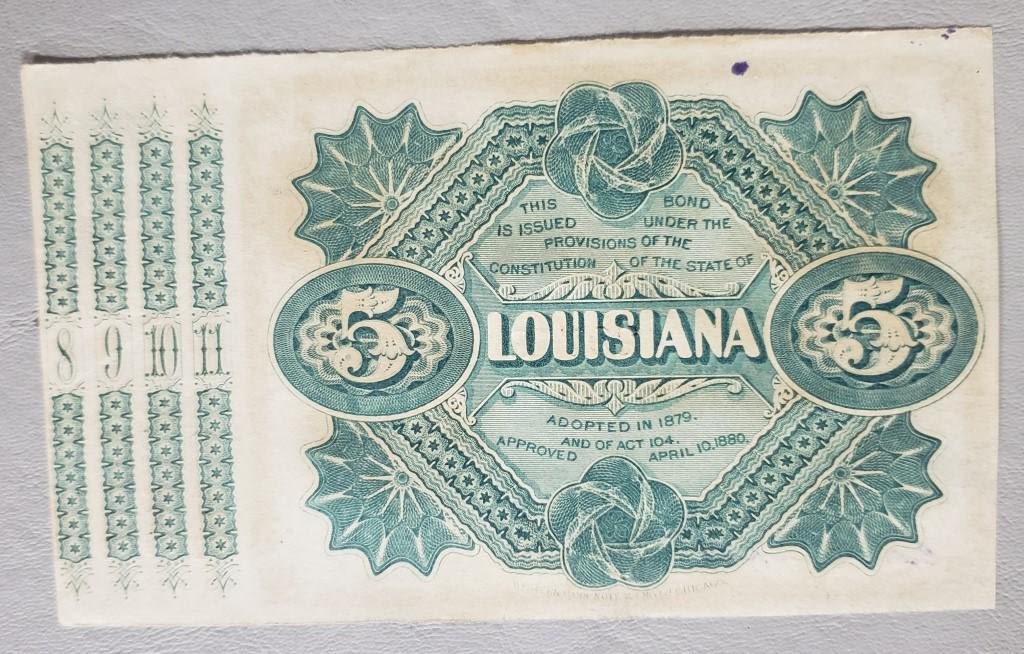 THIS BOND
IS ISSUED UNDER THE
PROVISIONS OF THE
CONSTITUTION OF THE STATE OF
5 LOUISIANA 5
8 9 10 11
ADOPTED IN 1879.
AND OF ACT 104.
APPROVED APRIL 10.1880.